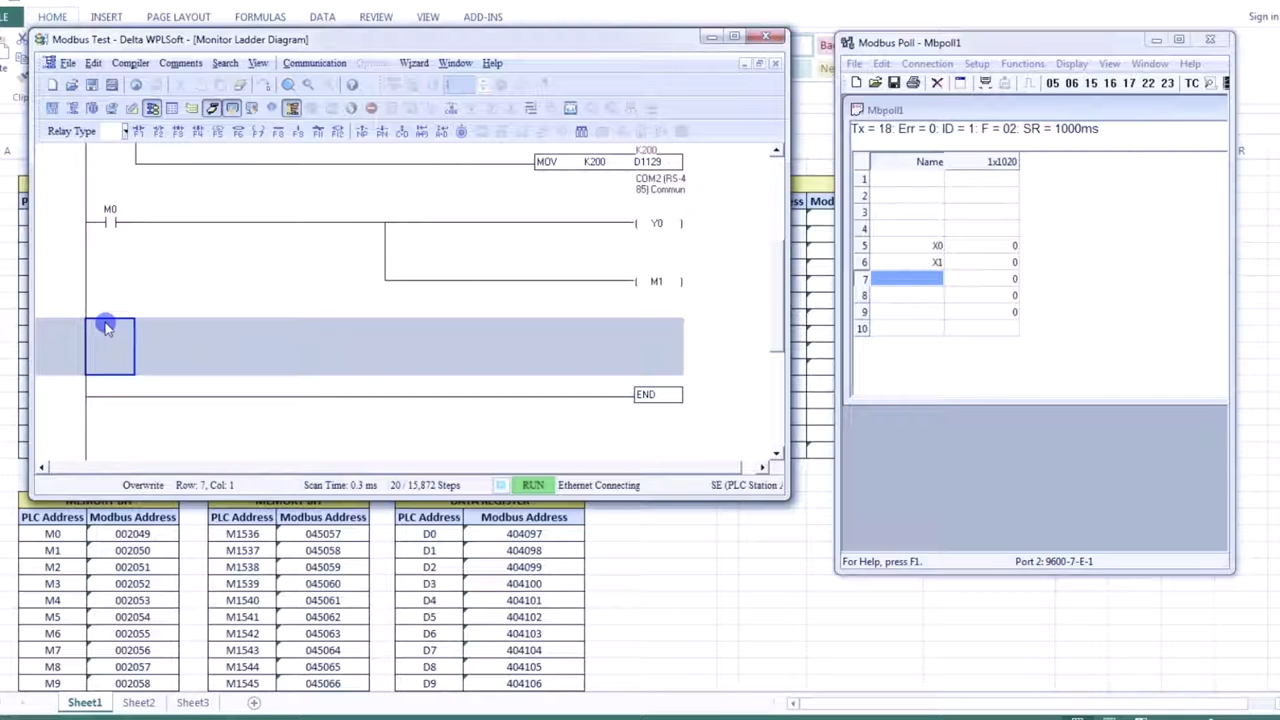 HOME INSERT PAGE LAYOUT FORMULAS DATA REVIEW VIEW ADD-INS Sign in
Modbus Test - Delta WPLSoft - [Monitor Ladder Diagram]
File Edit Compiler Comments Search View Communication Wizard Window Help
Relay Type
K200
MOV K200 D1129
COM2 (RS-4
85) Commun
M0
Y0
M1
END
Overwrite Row: 7, Col: 1 Scan Time: 0.3 ms 20 / 15,872 Steps RUN Ethernet Connecting SE (PLC Station
Modbus Poll - Mbpoll1
File Edit Connection Setup Functions Display View Window Help
05 06 15 16 17 22 23 TC
Mbpoll1
Tx = 18: Err = 0: ID = 1: F = 02: SR = 1000ms
Name 1x1020
1
2
3
4
5 X0 0
6 X1 0
7 0
8 0
9 0
10
For Help, press F1. Port 2: 9600-7-E-1
R
PLC Address Modbus Address PLC Address Modbus Address PLC Address Modbus Address
M0 002049 M1536 045057 D0 404097
M1 002050 M1537 045058 D1 404098
M2 002051 M1538 045059 D2 404099
M3 002052 M1539 045060 D3 404100
M4 002053 M1540 045061 D4 404101
M5 002054 M1541 045062 D5 404102
M6 002055 M1542 045063 D6 404103
M7 002056 M1543 045064 D7 404104
M8 002057 M1544 045065 D8 404105
M9 002058 M1545 045066 D9 404106
Sheet1 Sheet2 Sheet3